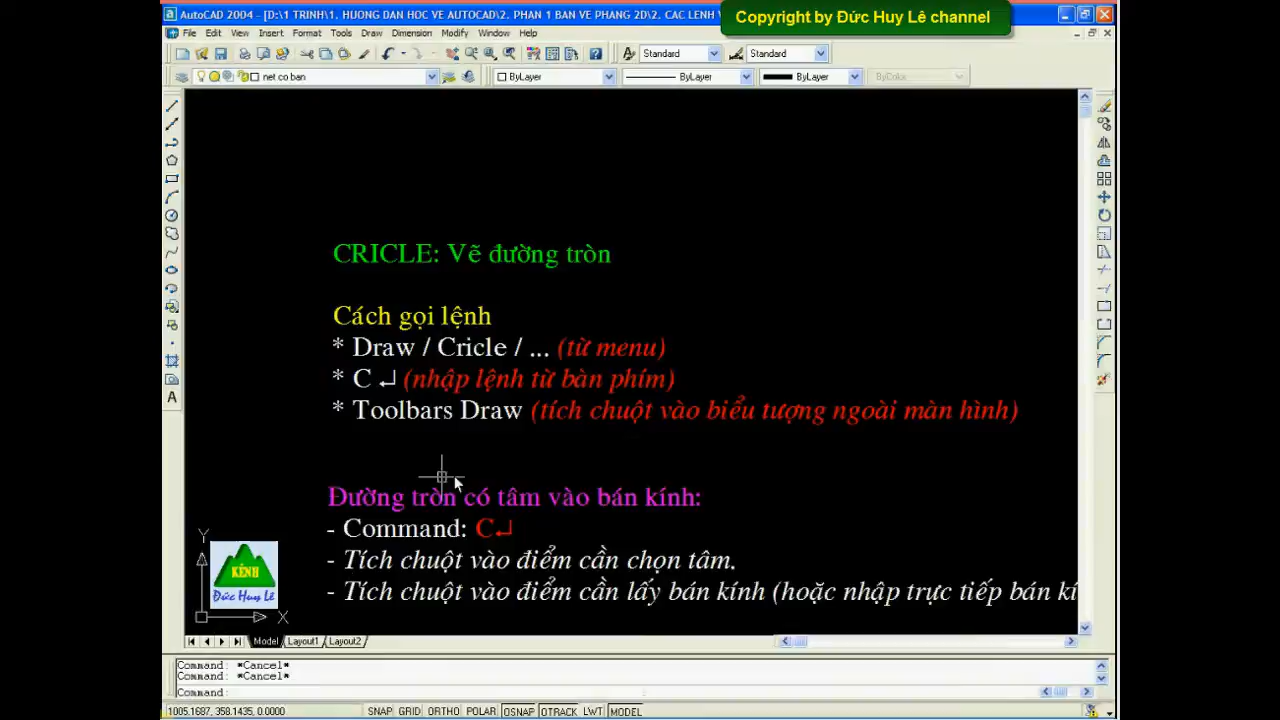 AutoCAD 2004 - [D:\1 TRINH\1. HUONG DAN HOC VE AUTOCAD\2. PHAN 1 BAN VE PHANG 2D\2. CAC LENH V
Copyright by Đức Huy Lê channel
File Edit View Insert Format Tools Draw Dimension Modify Window Help
Standard Standard
net co ban ByLayer ByLayer ByLayer ByColor
CRICLE: Vẽ đường tròn
Cách gọi lệnh
* Draw / Cricle / ... (từ menu)
* C ↵ (nhập lệnh từ bàn phím)
* Toolbars Draw (tích chuột vào biểu tượng ngoài màn hình)
Đường tròn có tâm vào bán kính:
- Command: C↵
- Tích chuột vào điểm cần chọn tâm.
- Tích chuột vào điểm cần lấy bán kính (hoặc nhập trực tiếp bán kí
Y
KÊNH
Đức Huy Lê
X
Model Layout1 Layout2
Command: *Cancel*
Command: *Cancel*
Command:
1005.1687, 358.1435, 0.0000 SNAP GRID ORTHO POLAR OSNAP OTRACK LWT MODEL